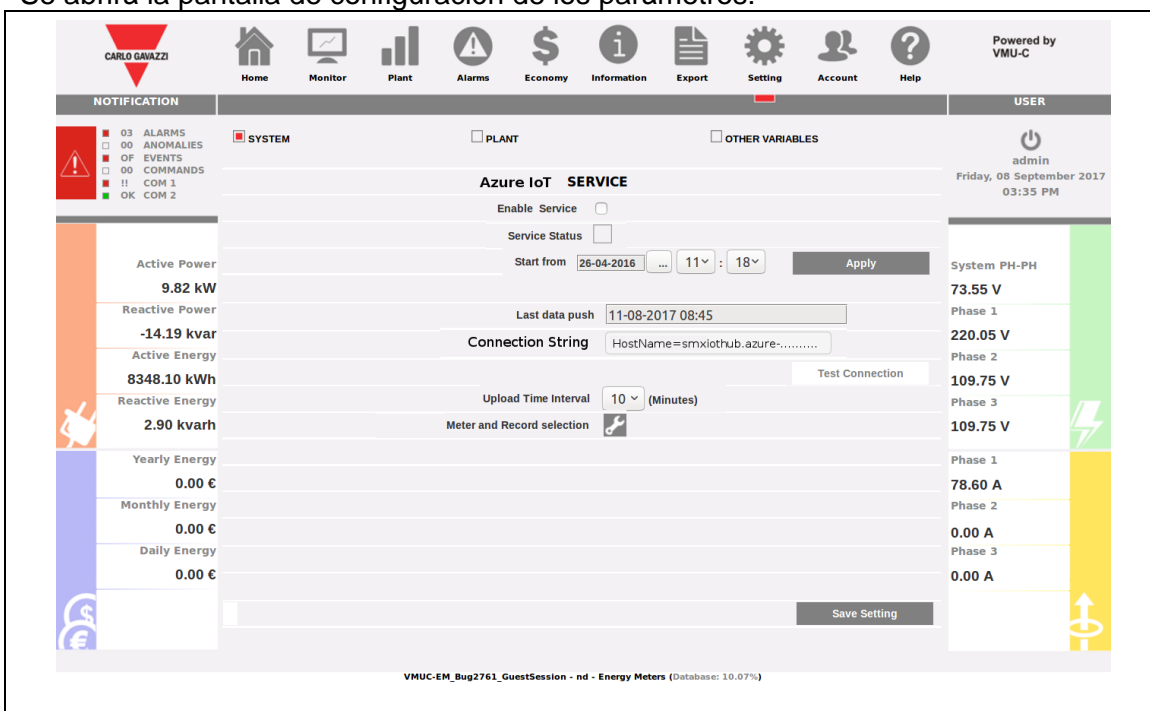 Se abrirá la pantalla de configuración de los parámetros.
CARLO GAVAZZI
Home Monitor Plant Alarms Economy Information Export Setting Account Help
Powered by
VMU-C
NOTIFICATION
USER
03 ALARMS
00 ANOMALIES
OF EVENTS
00 COMMANDS
!! COM 1
OK COM 2
SYSTEM PLANT OTHER VARIABLES
admin
Friday, 08 September 2017
03:35 PM
Azure IoT SERVICE
Enable Service
Service Status
Start from 26-04-2016 ... 11 : 18 Apply
Last data push 11-08-2017 08:45
Connection String HostName=smxiothub.azure-..........
Test Connection
Upload Time Interval 10 (Minutes)
Meter and Record selection
Active Power
9.82 kW
Reactive Power
-14.19 kvar
Active Energy
8348.10 kWh
Reactive Energy
2.90 kvarh
Yearly Energy
0.00 €
Monthly Energy
0.00 €
Daily Energy
0.00 €
System PH-PH
73.55 V
Phase 1
220.05 V
Phase 2
109.75 V
Phase 3
109.75 V
Phase 1
78.60 A
Phase 2
0.00 A
Phase 3
0.00 A
Save Setting
VMUC-EM_Bug2761_GuestSession - nd - Energy Meters (Database: 10.07%)